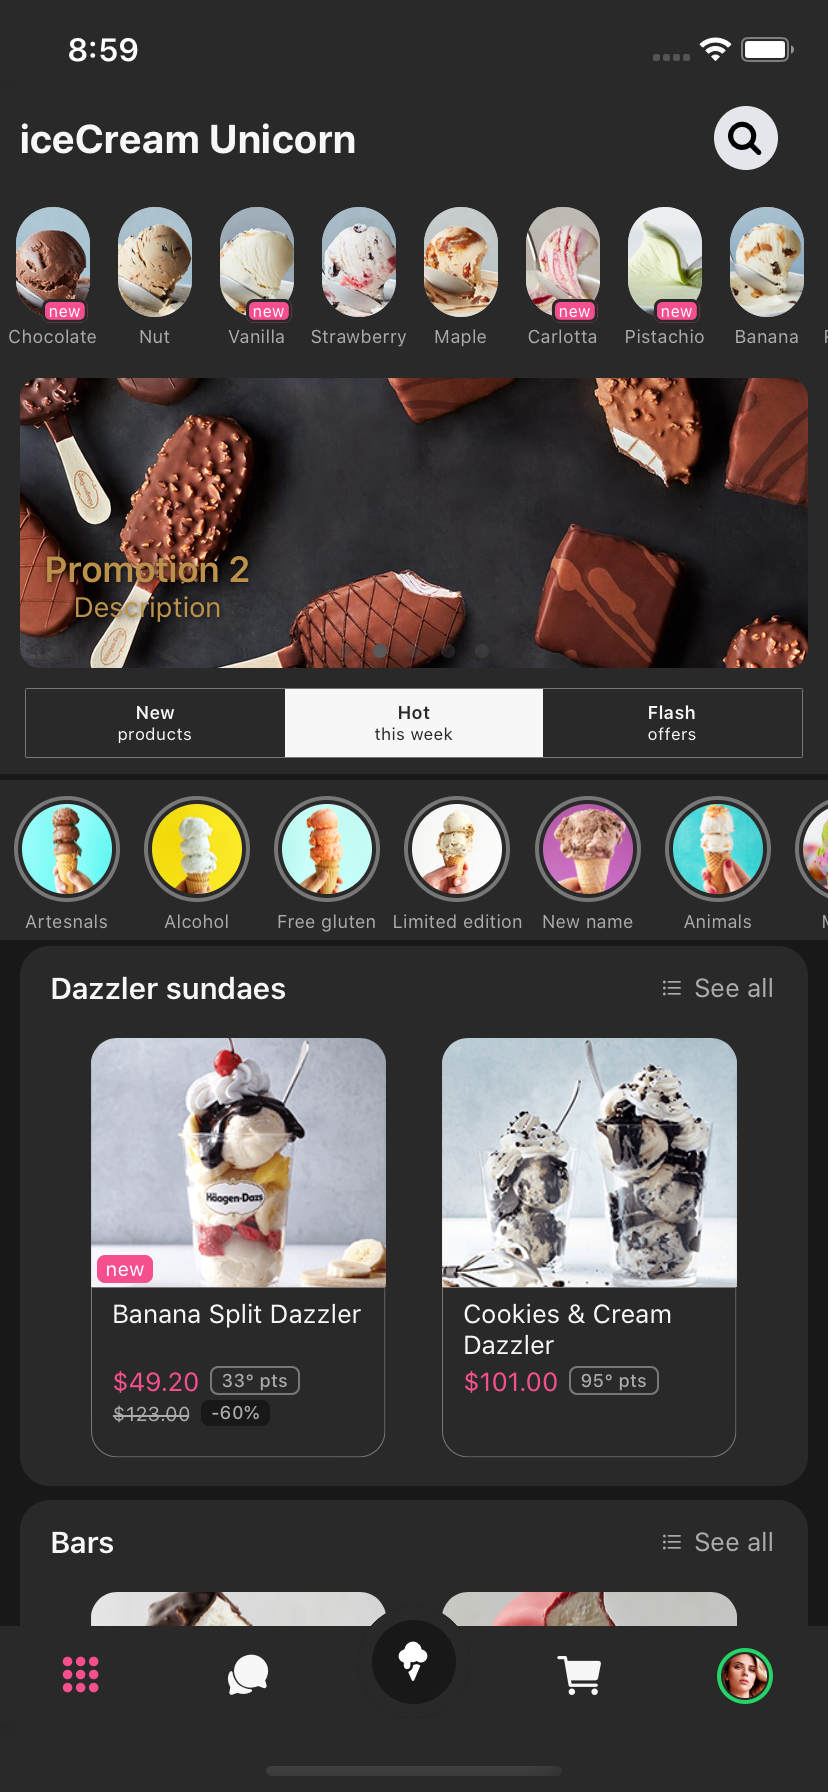 8:59
iceCream Unicorn
new
new
new
new
Chocolate
Nut
Vanilla
Strawberry
Maple
Carlotta
Pistachio
Banana
Promotion 2
Description
New
products
Hot
this week
Flash
offers
Artesnals
Alcohol
Free gluten
Limited edition
New name
Animals
Dazzler sundaes
See all
Häagen-Dazs
new
Banana Split Dazzler
$49.20
33° pts
$123.00
-60%
Cookies & Cream
Dazzler
$101.00
95° pts
Bars
See all